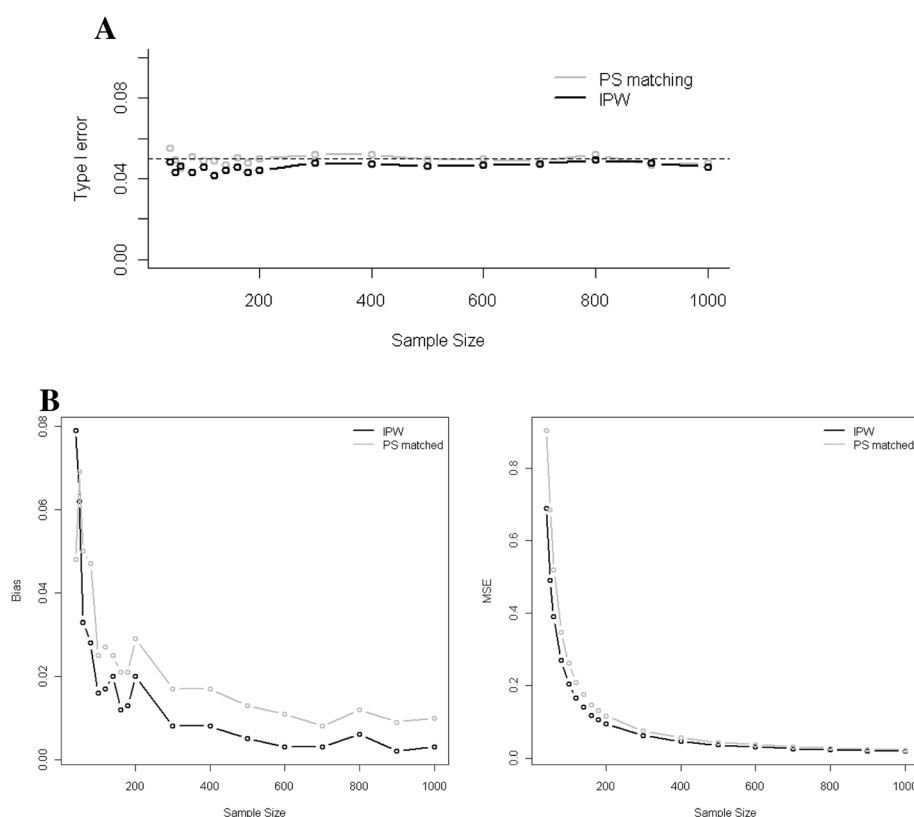 A
PS matching
IPW
Type I error
0.08
0.04
0.00
200 400 600 800 1000
Sample Size
B
IPW
PS matched
Bias
0.08
0.06
0.04
0.02
0.00
200 400 600 800 1000
Sample Size
IPW
PS matched
MSE
0.8
0.6
0.4
0.2
0.0
200 400 600 800 1000
Sample Size